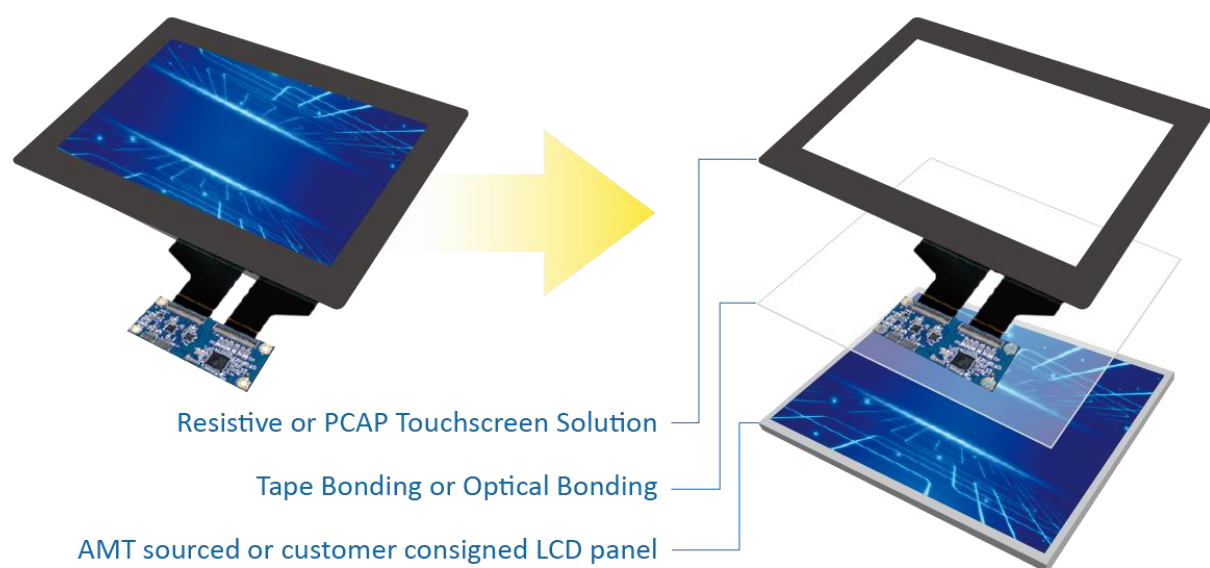 Resistive or PCAP Touchscreen Solution
Tape Bonding or Optical Bonding
AMT sourced or customer consigned LCD panel